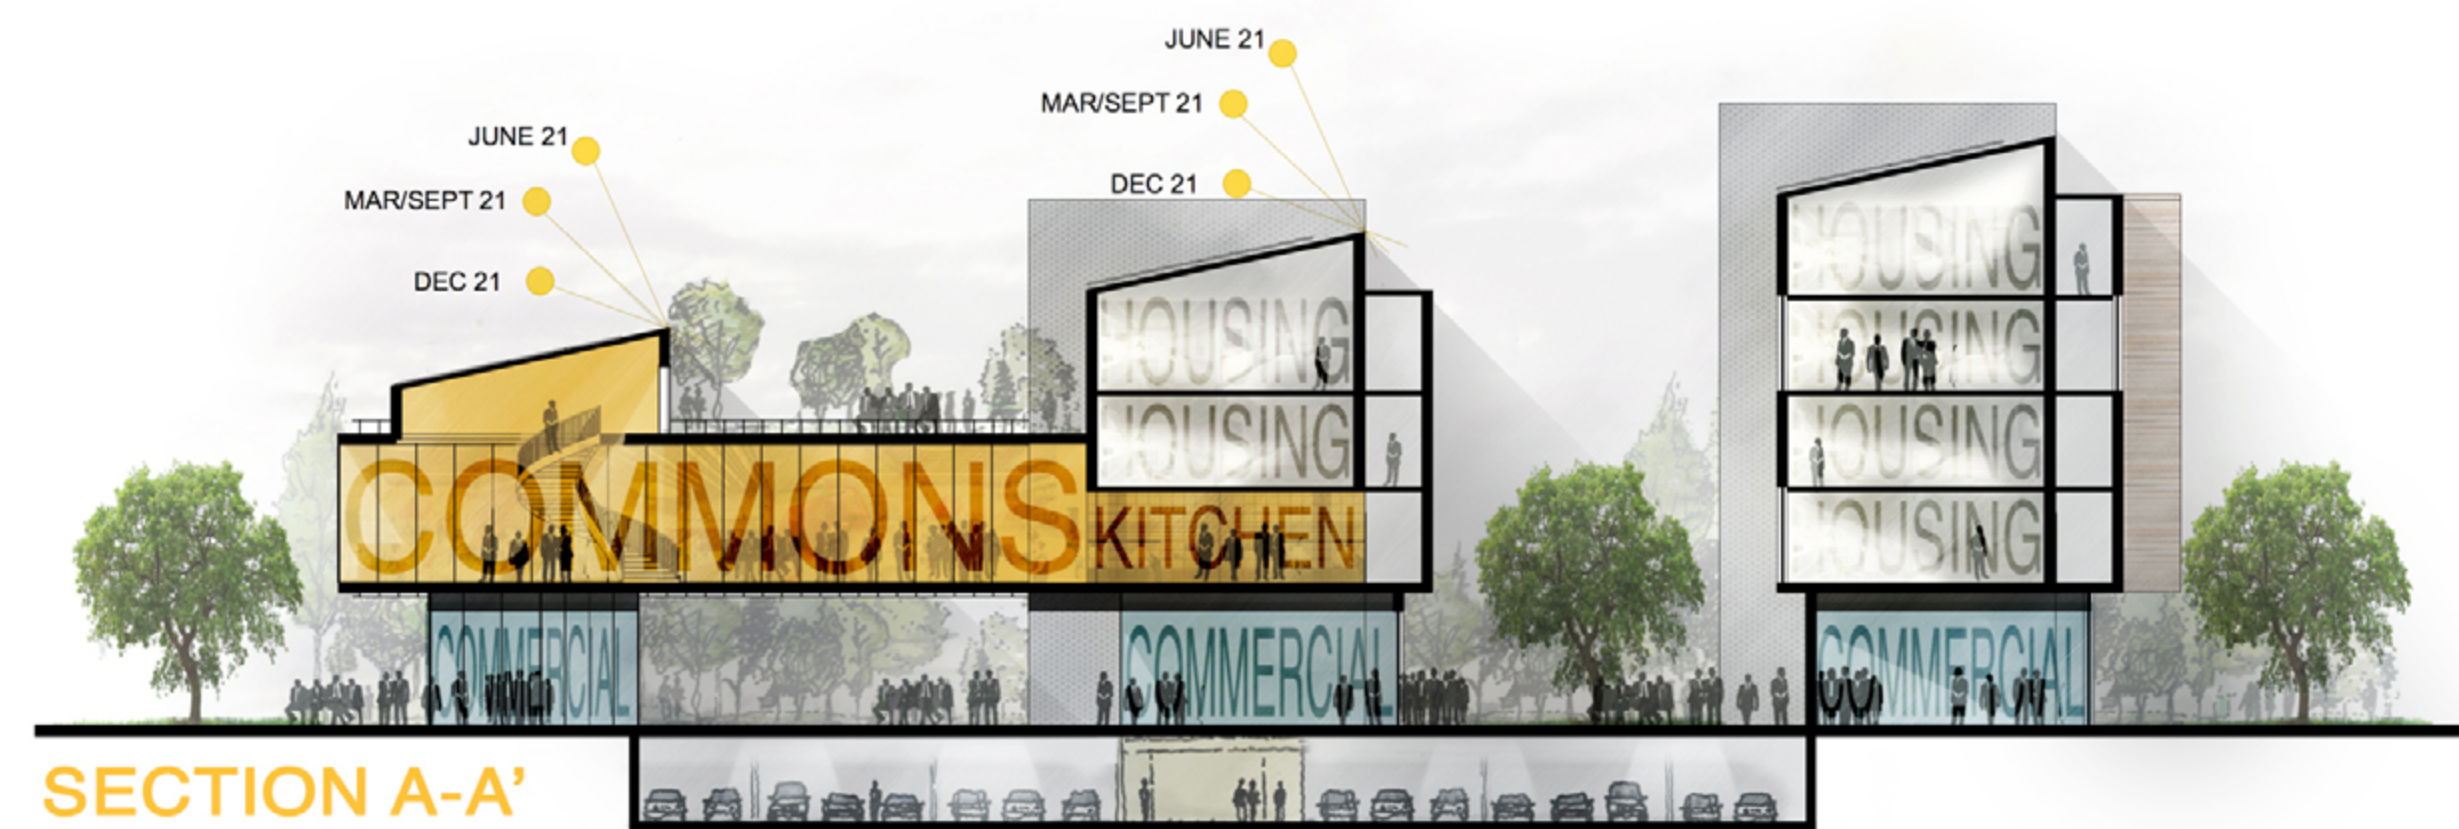 JUNE 21
MAR/SEPT 21
DEC 21
JUNE 21
MAR/SEPT 21
DEC 21
HOUSING
HOUSING
HOUSING
HOUSING
HOUSING
HOUSING
COMMONS
KITCHEN
COMMERCIAL
COMMERCIAL
COMMERCIAL
SECTION A-A’